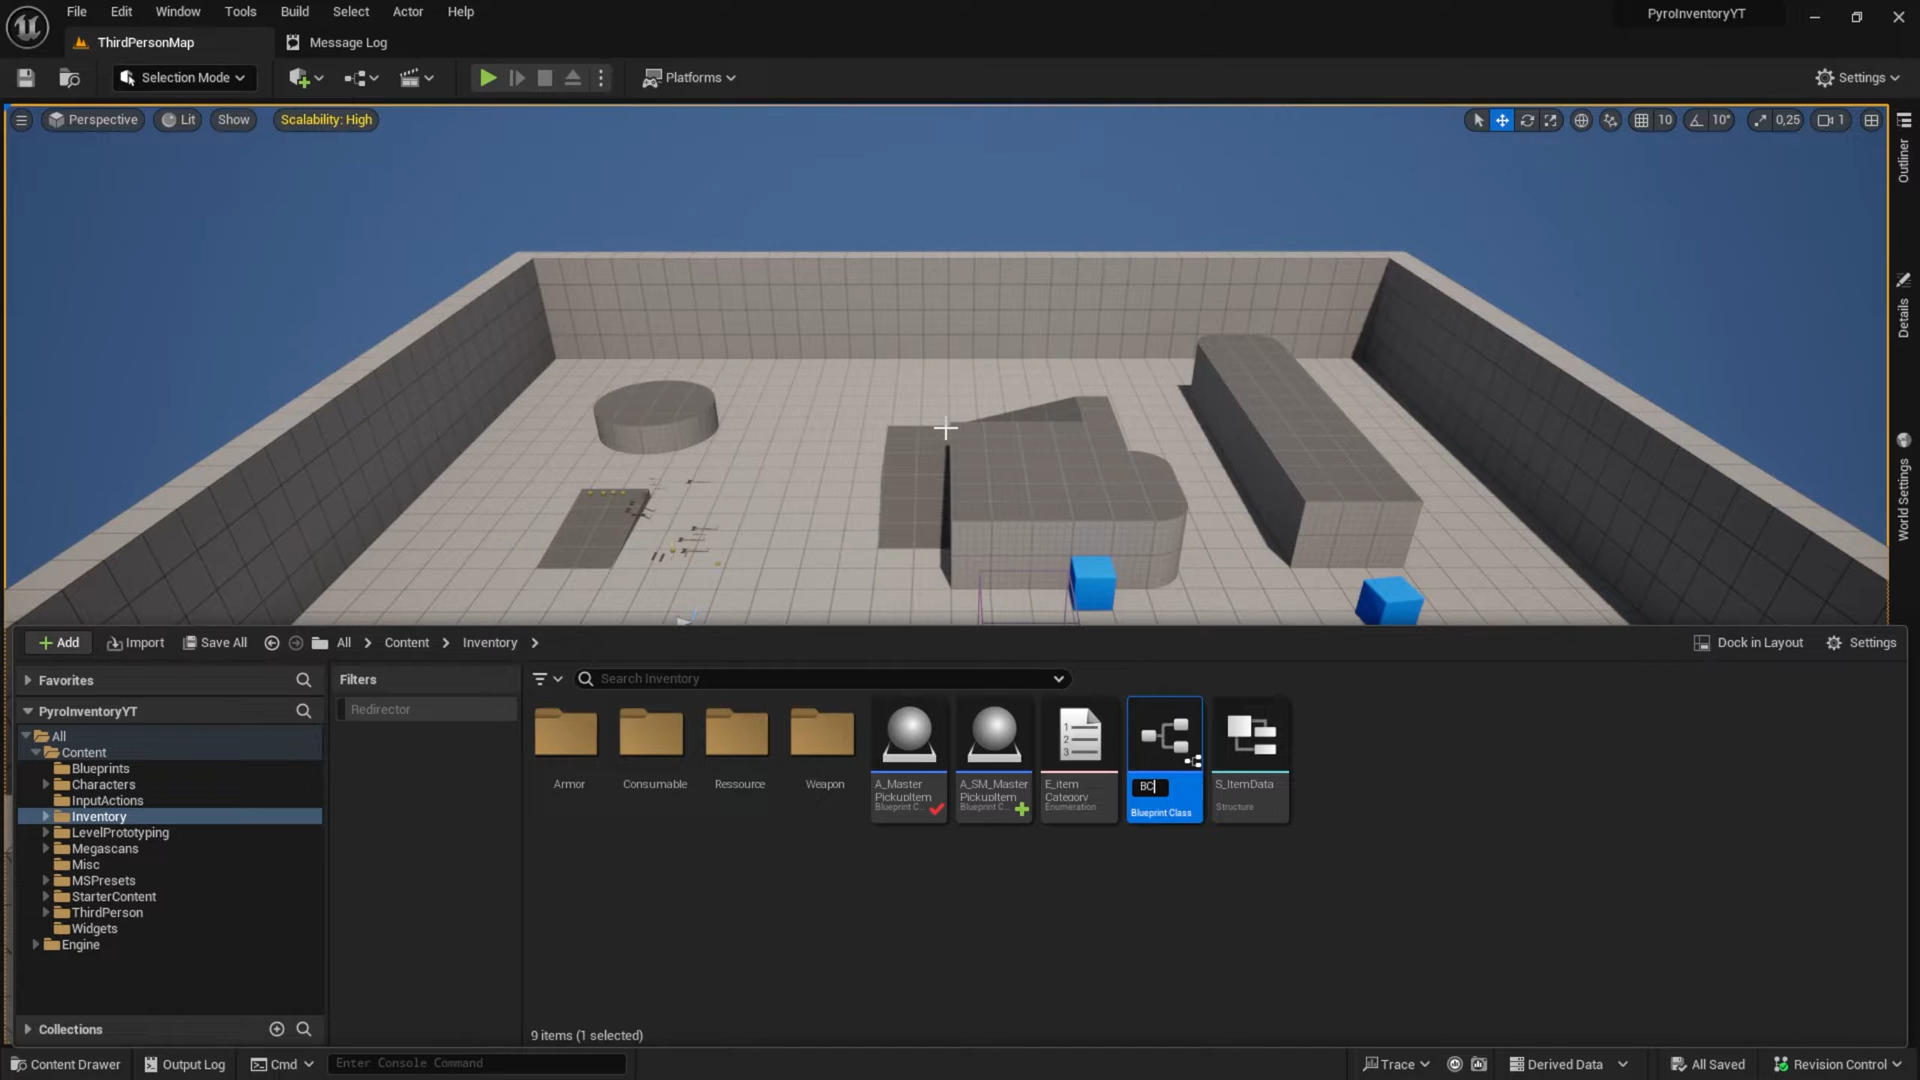 File Edit Window Tools Build Select Actor Help PyroInventoryYT
ThirdPersonMap Message Log
Selection Mode Platforms Settings
Perspective Lit Show Scalability: High 10 10° 0,25 1
Outliner
Details
World Settings
Add Import Save All All Content Inventory Dock in Layout Settings
Favorites Filters Search Inventory
PyroInventoryYT Redirector
All
Content
Blueprints
Characters
InputActions
Inventory
LevelPrototyping
Megascans
Misc
MSPresets
StarterContent
ThirdPerson
Widgets
Engine
Armor Consumable Ressource Weapon
A_Master
PickupItem
Blueprint C...
A_SM_Master
PickupItem
Blueprint C...
E_item
Category
Enumeration
BC
Blueprint Class
S_ItemData
Structure
9 items (1 selected)
Collections
Content Drawer Output Log Cmd Enter Console Command Trace Derived Data All Saved Revision Control